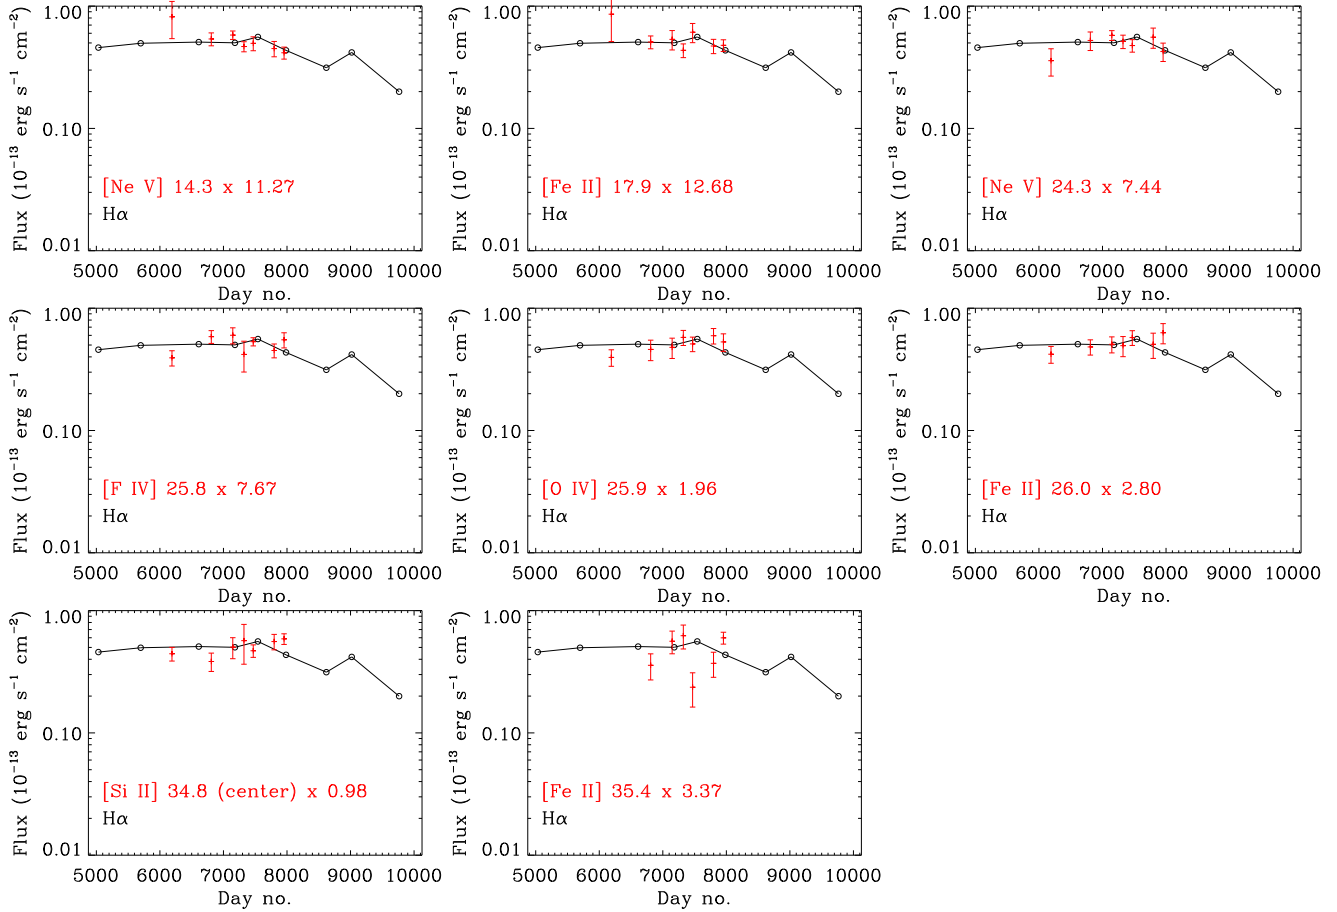 1.00
0.10
0.01
Flux (10⁻¹³ erg s⁻¹ cm⁻²)
[Ne V] 14.3 x 11.27
Hα
5000 6000 7000 8000 9000 10000
Day no.
1.00
0.10
0.01
Flux (10⁻¹³ erg s⁻¹ cm⁻²)
[Fe II] 17.9 x 12.68
Hα
5000 6000 7000 8000 9000 10000
Day no.
1.00
0.10
0.01
Flux (10⁻¹³ erg s⁻¹ cm⁻²)
[Ne V] 24.3 x 7.44
Hα
5000 6000 7000 8000 9000 10000
Day no.
1.00
0.10
0.01
Flux (10⁻¹³ erg s⁻¹ cm⁻²)
[F IV] 25.8 x 7.67
Hα
5000 6000 7000 8000 9000 10000
Day no.
1.00
0.10
0.01
Flux (10⁻¹³ erg s⁻¹ cm⁻²)
[O IV] 25.9 x 1.96
Hα
5000 6000 7000 8000 9000 10000
Day no.
1.00
0.10
0.01
Flux (10⁻¹³ erg s⁻¹ cm⁻²)
[Fe II] 26.0 x 2.80
Hα
5000 6000 7000 8000 9000 10000
Day no.
1.00
0.10
0.01
Flux (10⁻¹³ erg s⁻¹ cm⁻²)
[Si II] 34.8 (center) x 0.98
Hα
5000 6000 7000 8000 9000 10000
Day no.
1.00
0.10
0.01
Flux (10⁻¹³ erg s⁻¹ cm⁻²)
[Fe II] 35.4 x 3.37
Hα
5000 6000 7000 8000 9000 10000
Day no.